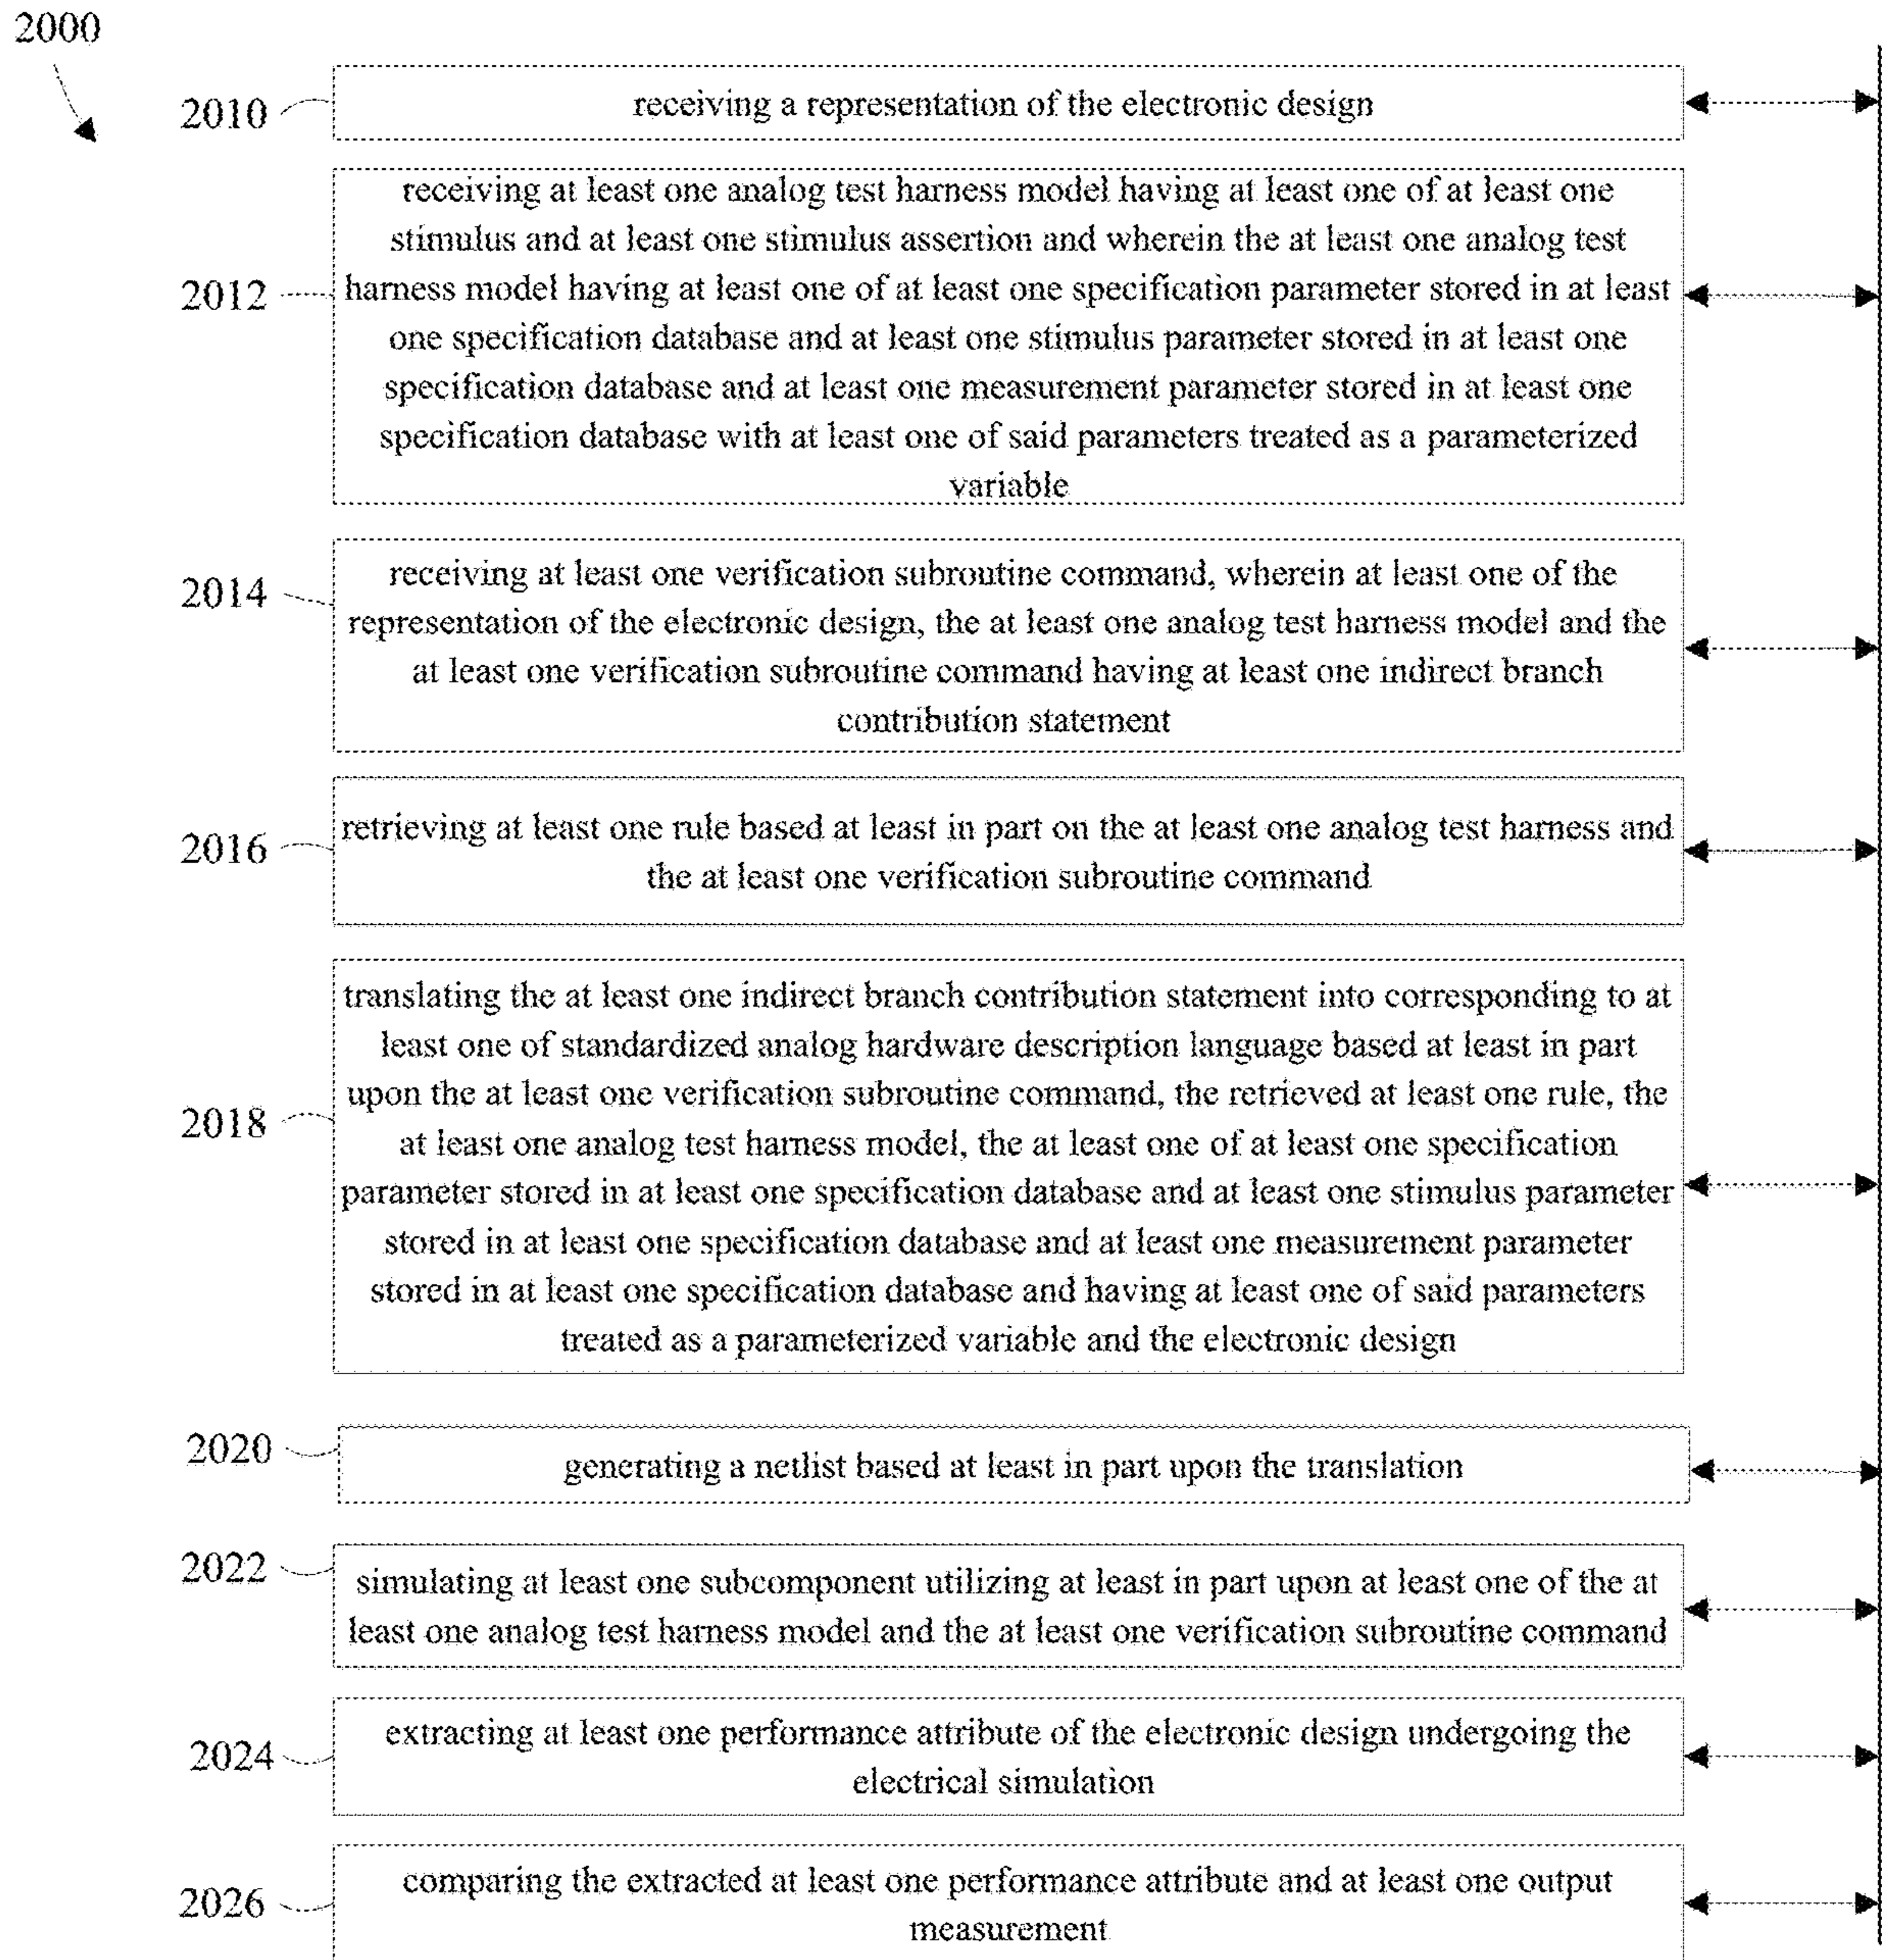 2000
2010
receiving a representation of the electronic design
2012
receiving at least one analog test harness model having at least one of at least one
stimulus and at least one stimulus assertion and wherein the at least one analog test
harness model having at least one of at least one specification parameter stored in at least
one specification database and at least one stimulus parameter stored in at least one
specification database and at least one measurement parameter stored in at least one
specification database with at least one of said parameters treated as a parameterized
variable
2014
receiving at least one verification subroutine command, wherein at least one of the
representation of the electronic design, the at least one analog test harness model and the
at least one verification subroutine command having at least one indirect branch
contribution statement
2016
retrieving at least one rule based at least in part on the at least one analog test harness and
the at least one verification subroutine command
2018
translating the at least one indirect branch contribution statement into corresponding to at
least one of standardized analog hardware description language based at least in part
upon the at least one verification subroutine command, the retrieved at least one rule, the
at least one analog test harness model, the at least one of at least one specification
parameter stored in at least one specification database and at least one stimulus parameter
stored in at least one specification database and at least one measurement parameter
stored in at least one specification database and having at least one of said parameters
treated as a parameterized variable and the electronic design
2020
generating a netlist based at least in part upon the translation
2022
simulating at least one subcomponent utilizing at least in part upon at least one of the at
least one analog test harness model and the at least one verification subroutine command
2024
extracting at least one performance attribute of the electronic design undergoing the
electrical simulation
2026
comparing the extracted at least one performance attribute and at least one output
measurement